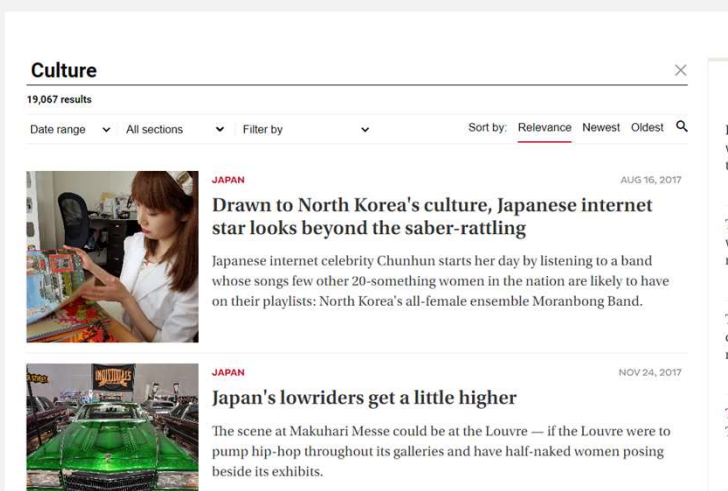 Culture
19,067 results
Date range All sections Filter by Sort by: Relevance Newest Oldest
JAPAN AUG 16, 2017
Drawn to North Korea's culture, Japanese internet
star looks beyond the saber-rattling
Japanese internet celebrity Chunhun starts her day by listening to a band
whose songs few other 20-something women in the nation are likely to have
on their playlists: North Korea's all-female ensemble Moranbong Band.
JAPAN NOV 24, 2017
INDIVIDUALS
Japan's lowriders get a little higher
The scene at Makuhari Messe could be at the Louvre — if the Louvre were to
pump hip-hop throughout its galleries and have half-naked women posing
beside its exhibits.